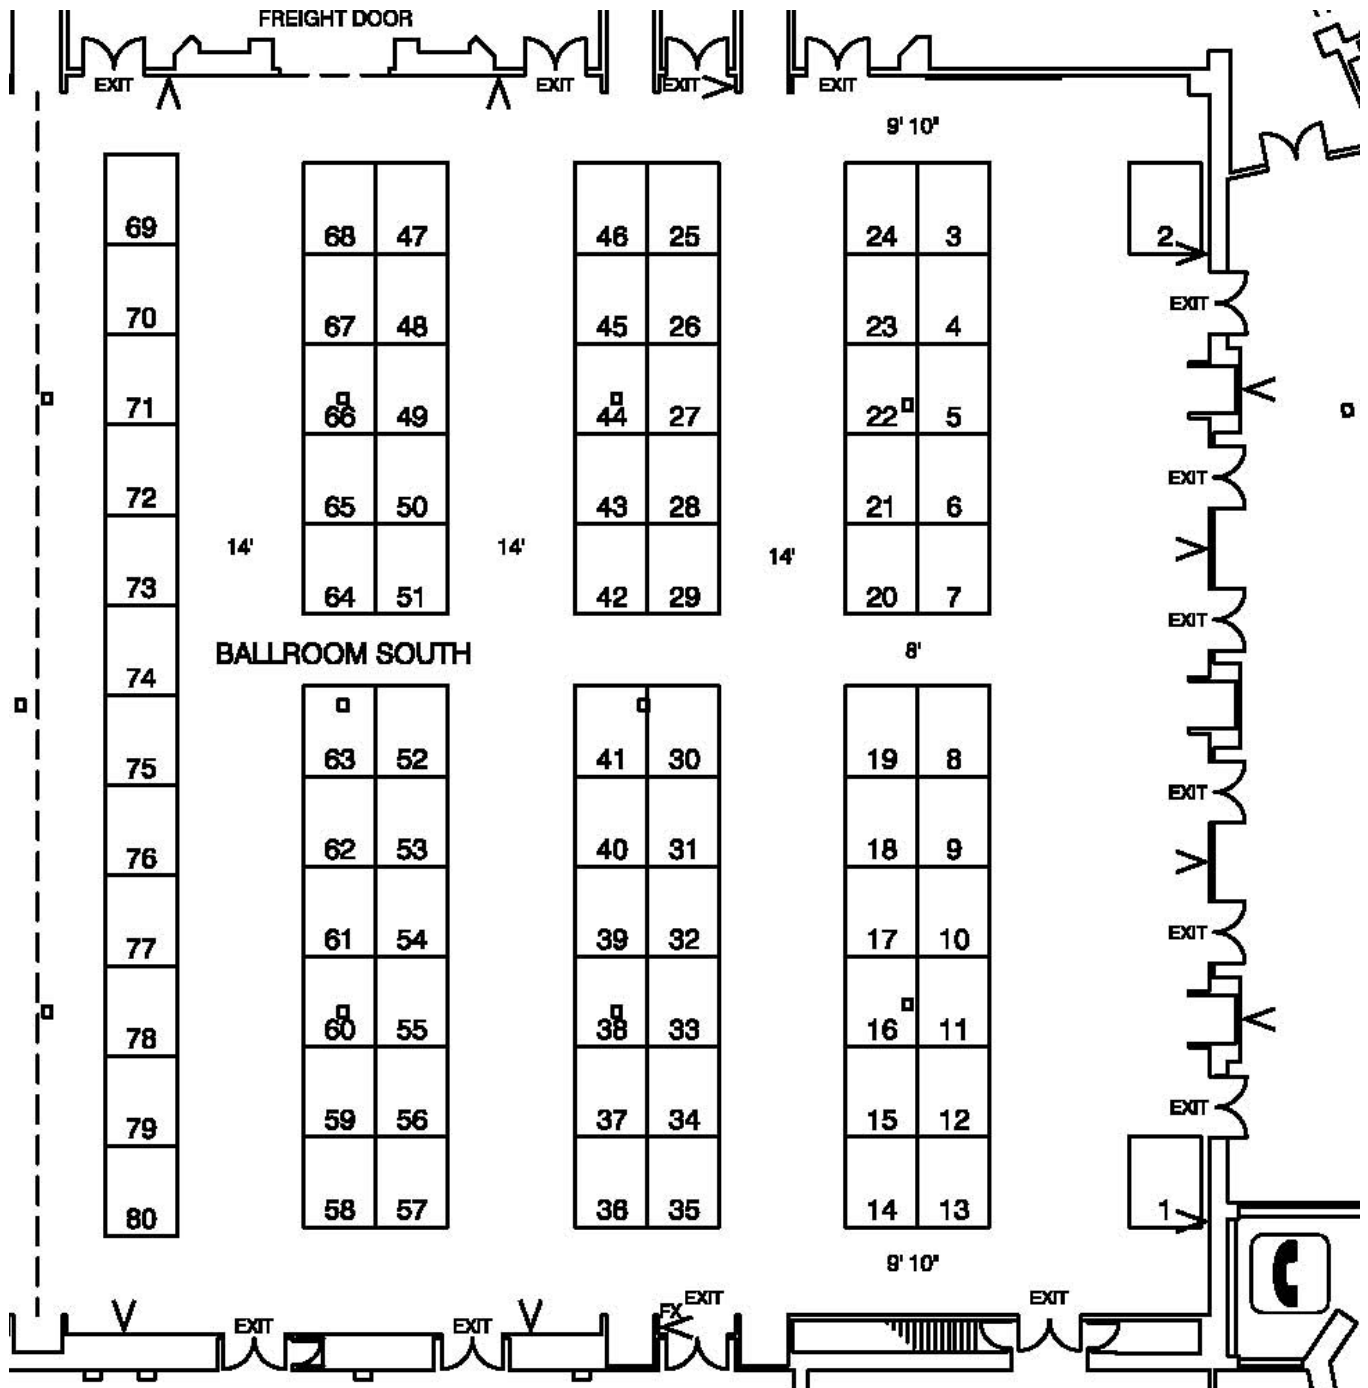 FREIGHT DOOR
EXIT EXIT EXIT EXIT
9' 10"
69 68 47 46 25 24 3 2
EXIT
70 67 48 45 26 23 4
71 66 49 44 27 22 5
EXIT
72 65 50 43 28 21 6
14' 14' 14'
73 64 51 42 29 20 7
EXIT
BALLROOM SOUTH 8'
74
75 63 52 41 30 19 8
EXIT
76 62 53 40 31 18 9
77 61 54 39 32 17 10
EXIT
78 60 55 38 33 16 11
EXIT
79 59 56 37 34 15 12
80 58 57 36 35 14 13 1
9' 10"
EXIT EXIT FX EXIT EXIT